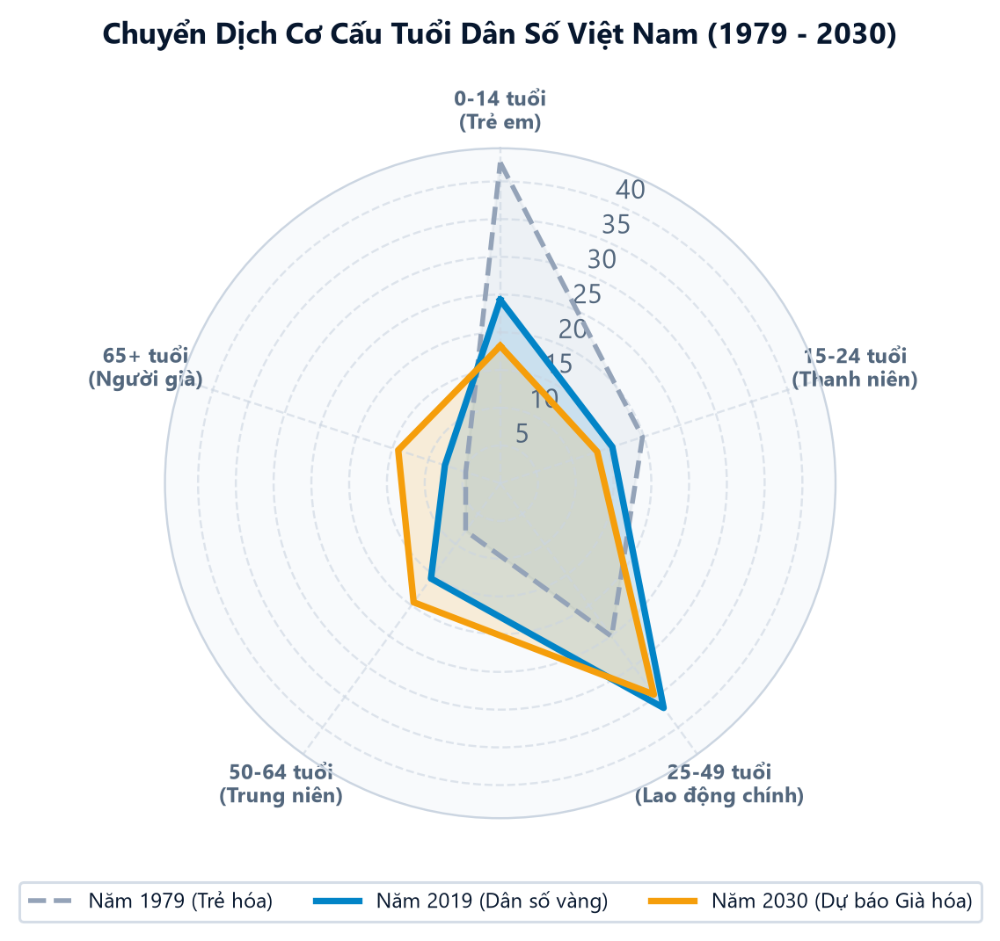 Chuyển Dịch Cơ Cấu Tuổi Dân Số Việt Nam (1979 - 2030)
0-14 tuổi
(Trẻ em)
40
35
30
25
20
15
10
5
65+ tuổi
(Người già)
15-24 tuổi
(Thanh niên)
50-64 tuổi
(Trung niên)
25-49 tuổi
(Lao động chính)
Năm 1979 (Trẻ hóa)
Năm 2019 (Dân số vàng)
Năm 2030 (Dự báo Già hóa)